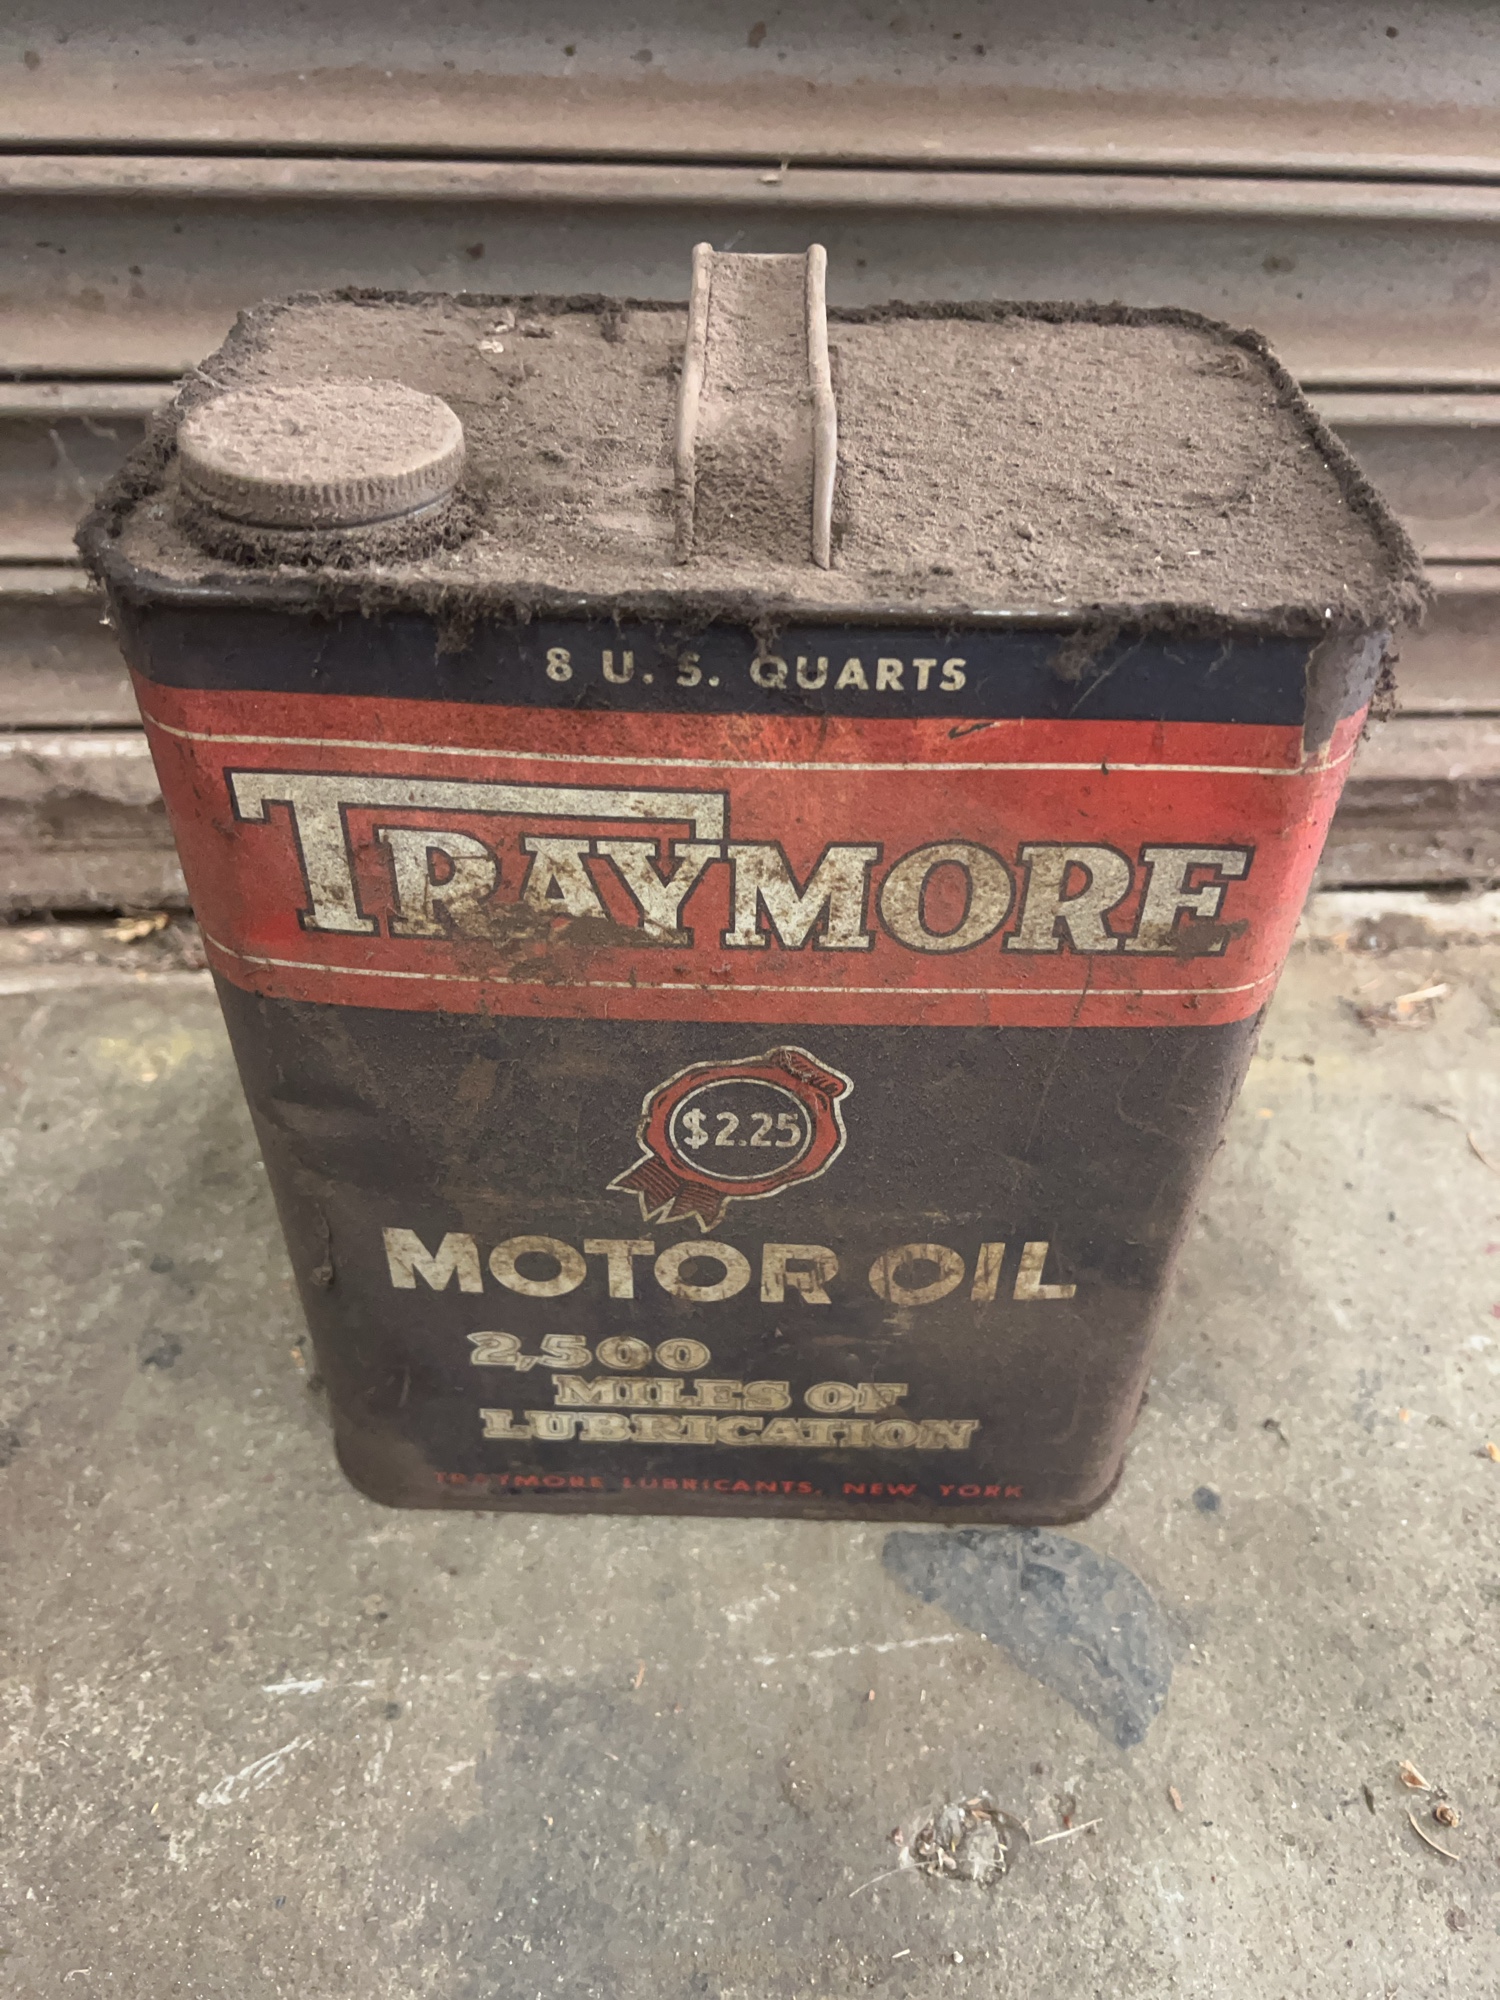 8 U. S. QUARTS
TRAYMORE
$2.25
MOTOR OIL
2,500
MILES OF
LUBRICATION
TRAYMORE LUBRICANTS, NEW YORK